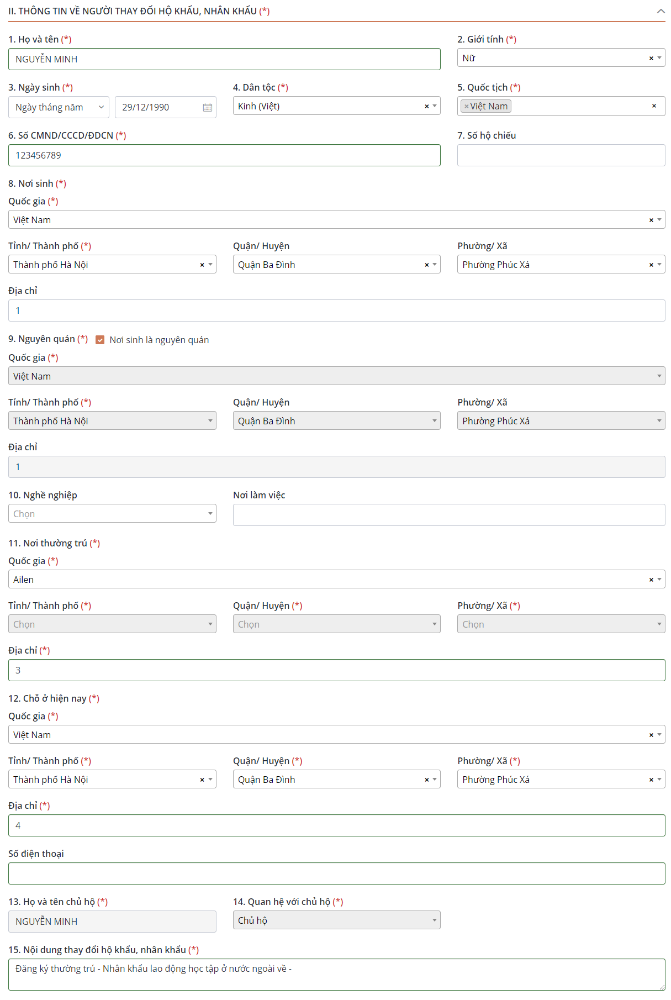 II. THÔNG TIN VỀ NGƯỜI THAY ĐỔI HỘ KHẨU, NHÂN KHẨU (*)
1. Họ và tên (*)
2. Giới tính (*)
NGUYỄN MINH
Nữ
3. Ngày sinh (*)
4. Dân tộc (*)
5. Quốc tịch (*)
Ngày tháng năm
29/12/1990
Kinh (Việt)
×Việt Nam
6. Số CMND/CCCD/ĐDCN (*)
7. Số hộ chiếu
123456789
8. Nơi sinh (*)
Quốc gia (*)
Việt Nam
Tỉnh/ Thành phố (*)
Quận/ Huyện
Phường/ Xã
Thành phố Hà Nội
Quận Ba Đình
Phường Phúc Xá
Địa chỉ
1
9. Nguyên quán (*)
Nơi sinh là nguyên quán
Quốc gia (*)
Việt Nam
Tỉnh/ Thành phố (*)
Quận/ Huyện
Phường/ Xã
Thành phố Hà Nội
Quận Ba Đình
Phường Phúc Xá
Địa chỉ
1
10. Nghề nghiệp
Nơi làm việc
Chọn
11. Nơi thường trú (*)
Quốc gia (*)
Ailen
Tỉnh/ Thành phố (*)
Quận/ Huyện (*)
Phường/ Xã (*)
Chọn
Chọn
Chọn
Địa chỉ (*)
3
12. Chỗ ở hiện nay (*)
Quốc gia (*)
Việt Nam
Tỉnh/ Thành phố (*)
Quận/ Huyện (*)
Phường/ Xã (*)
Thành phố Hà Nội
Quận Ba Đình
Phường Phúc Xá
Địa chỉ (*)
4
Số điện thoại
13. Họ và tên chủ hộ (*)
14. Quan hệ với chủ hộ (*)
NGUYỄN MINH
Chủ hộ
15. Nội dung thay đổi hộ khẩu, nhân khẩu (*)
Đăng ký thường trú - Nhân khẩu lao động học tập ở nước ngoài về -